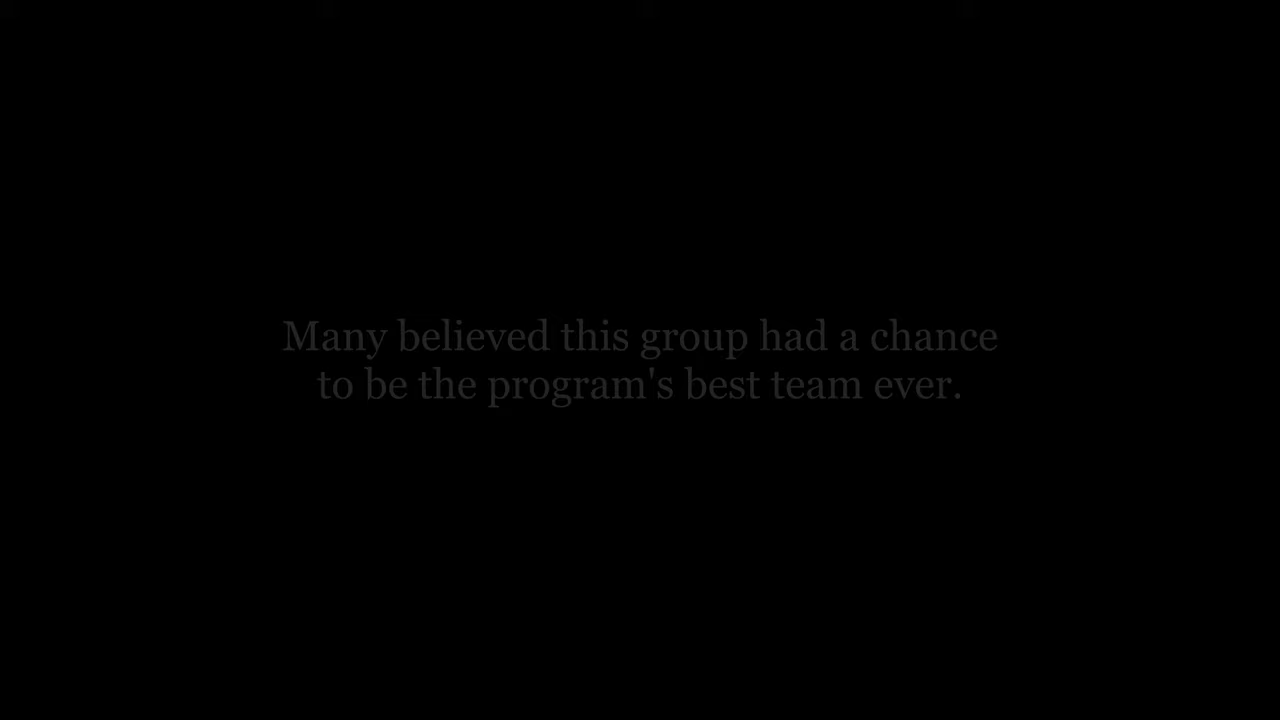 Many believed this group had a chance
to be the program's best team ever.